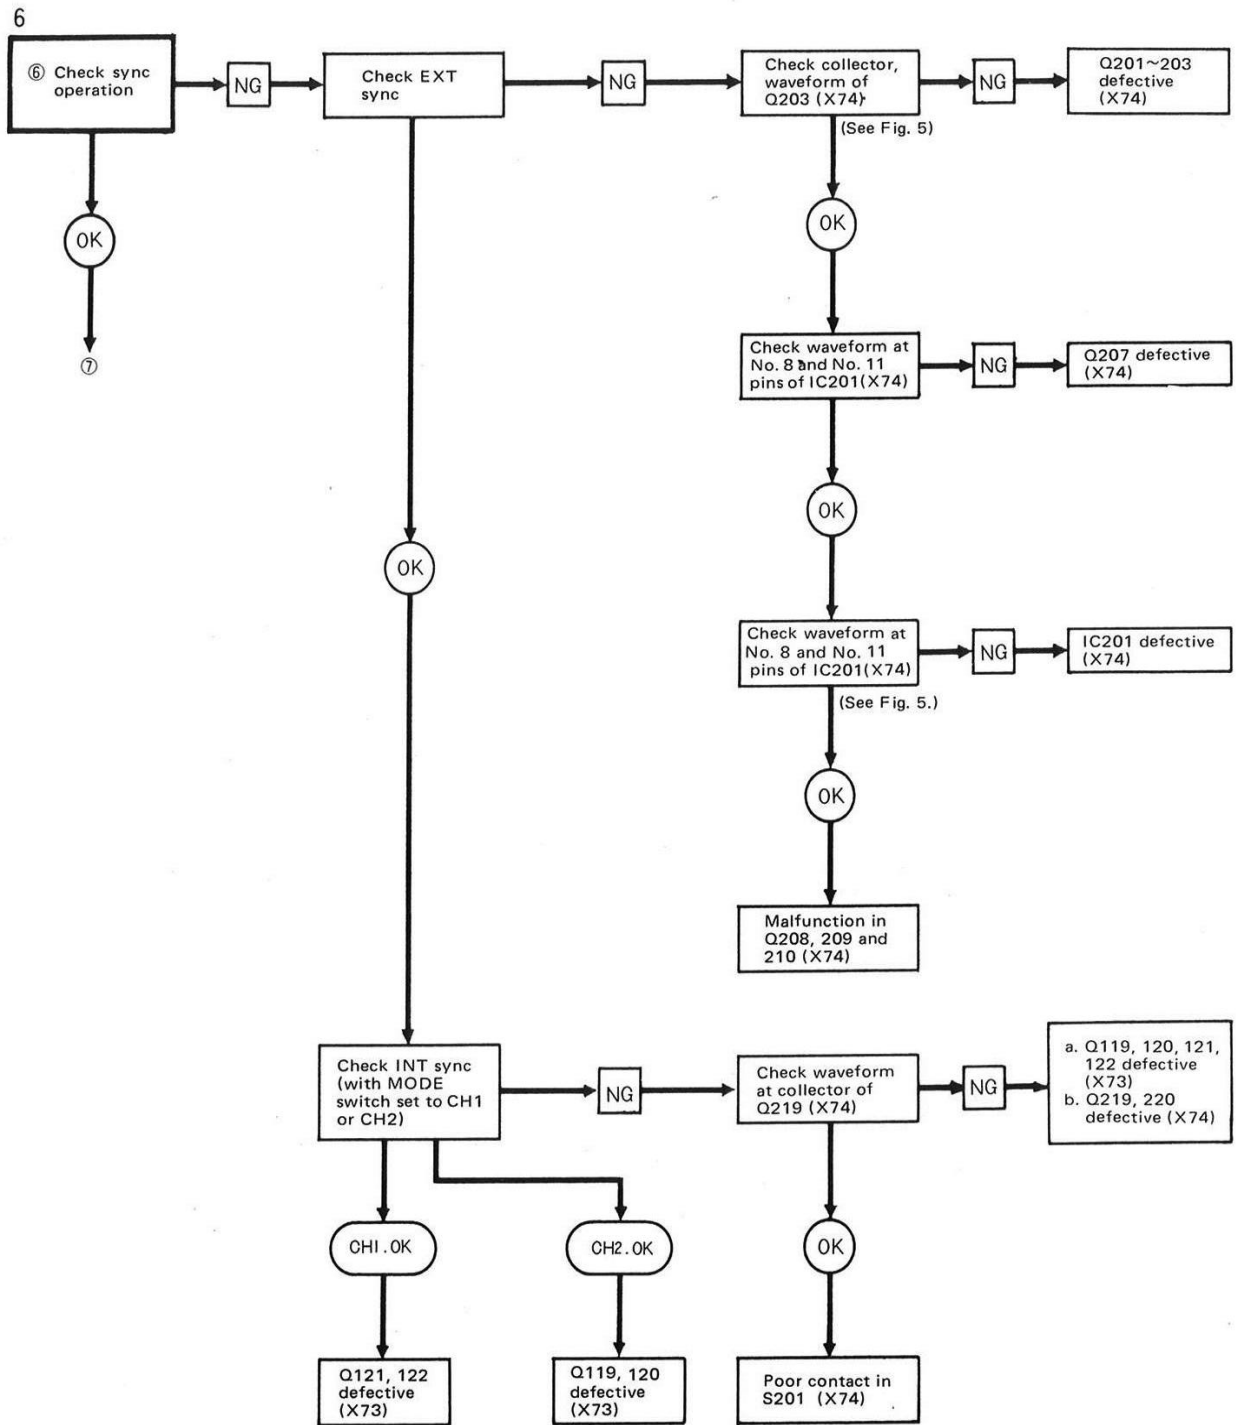 6
⑥ Check sync
operation
NG
Check EXT
sync
NG
Check collector,
waveform of
Q203 (X74)
NG
Q201~203
defective
(X74)
(See Fig. 5)
OK
OK
⑦
Check waveform at
No. 8 and No. 11
pins of IC201(X74)
NG
Q207 defective
(X74)
OK
OK
Check waveform at
No. 8 and No. 11
pins of IC201(X74)
NG
IC201 defective
(X74)
(See Fig. 5.)
OK
Malfunction in
Q208, 209 and
210 (X74)
Check INT sync
(with MODE
switch set to CH1
or CH2)
NG
Check waveform
at collector of
Q219 (X74)
NG
a. Q119, 120, 121,
122 defective
(X73)
b. Q219, 220
defective (X74)
CH1.OK
CH2.OK
OK
Q121, 122
defective
(X73)
Q119, 120
defective
(X73)
Poor contact in
S201 (X74)